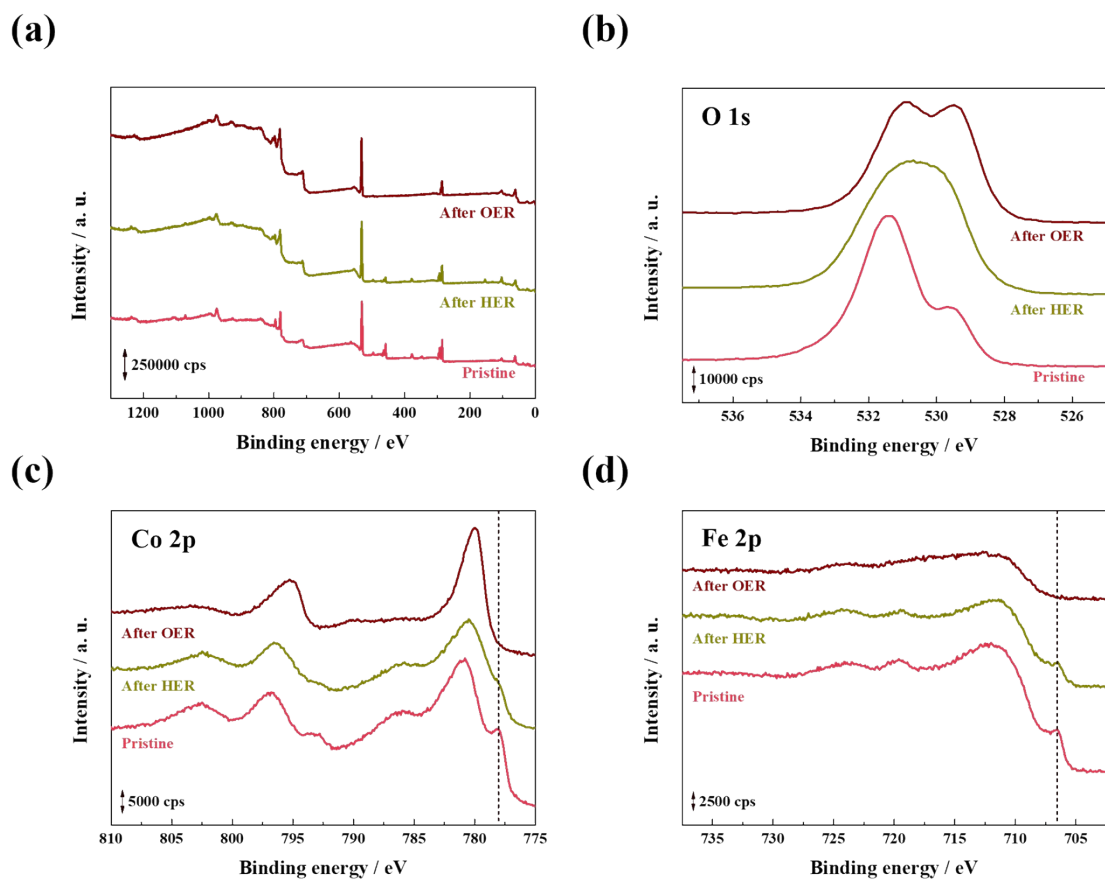 (a)
Intensity / a. u.
After OER
After HER
Pristine
250000 cps
1200 1000 800 600 400 200 0
Binding energy / eV
(b)
Intensity / a. u.
O 1s
After OER
After HER
Pristine
10000 cps
536 534 532 530 528 526
Binding energy / eV
(c)
Intensity / a. u.
Co 2p
After OER
After HER
Pristine
5000 cps
810 805 800 795 790 785 780 775
Binding energy / eV
(d)
Intensity / a. u.
Fe 2p
After OER
After HER
Pristine
2500 cps
735 730 725 720 715 710 705
Binding energy / eV